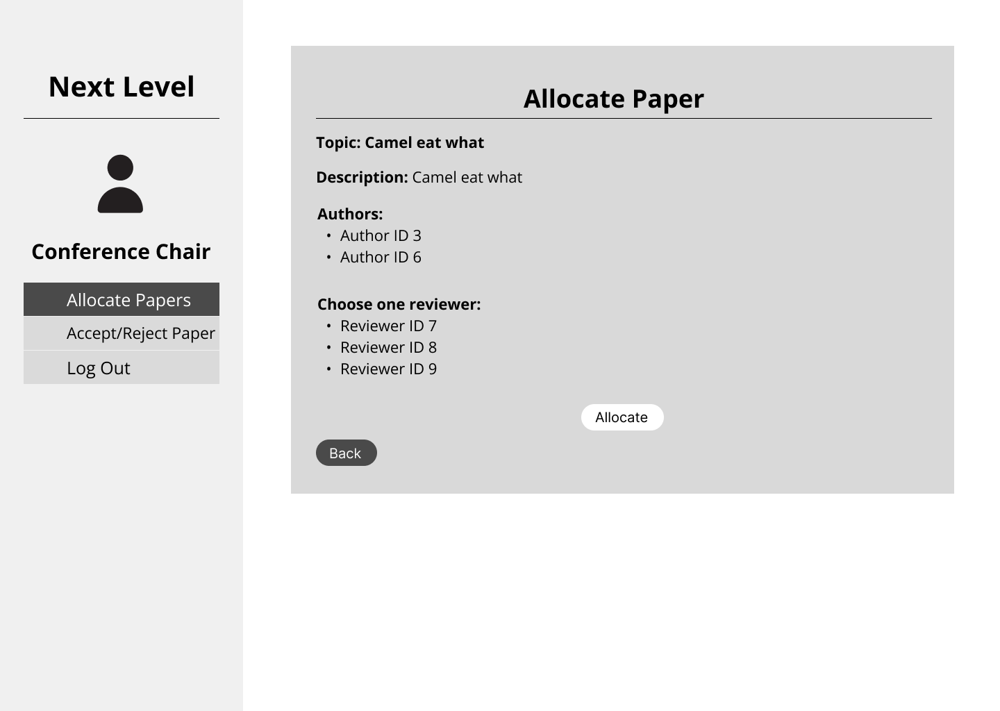 Next Level
Conference Chair
Allocate Papers
Accept/Reject Paper
Log Out
Allocate Paper
Topic: Camel eat what
Description: Camel eat what
Authors:
• Author ID 3
• Author ID 6
Choose one reviewer:
• Reviewer ID 7
• Reviewer ID 8
• Reviewer ID 9
Allocate
Back